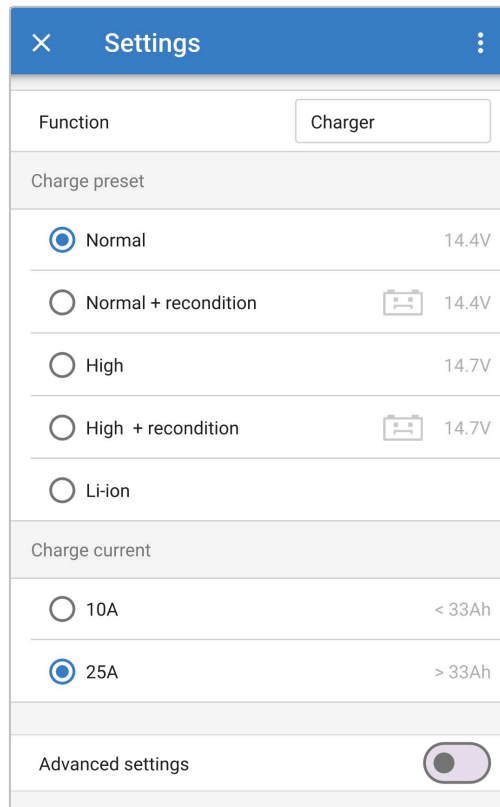 Settings
Function Charger
Charge preset
Normal 14.4V
Normal + recondition 14.4V
High 14.7V
High + recondition 14.7V
Li-ion
Charge current
10A < 33Ah
25A > 33Ah
Advanced settings